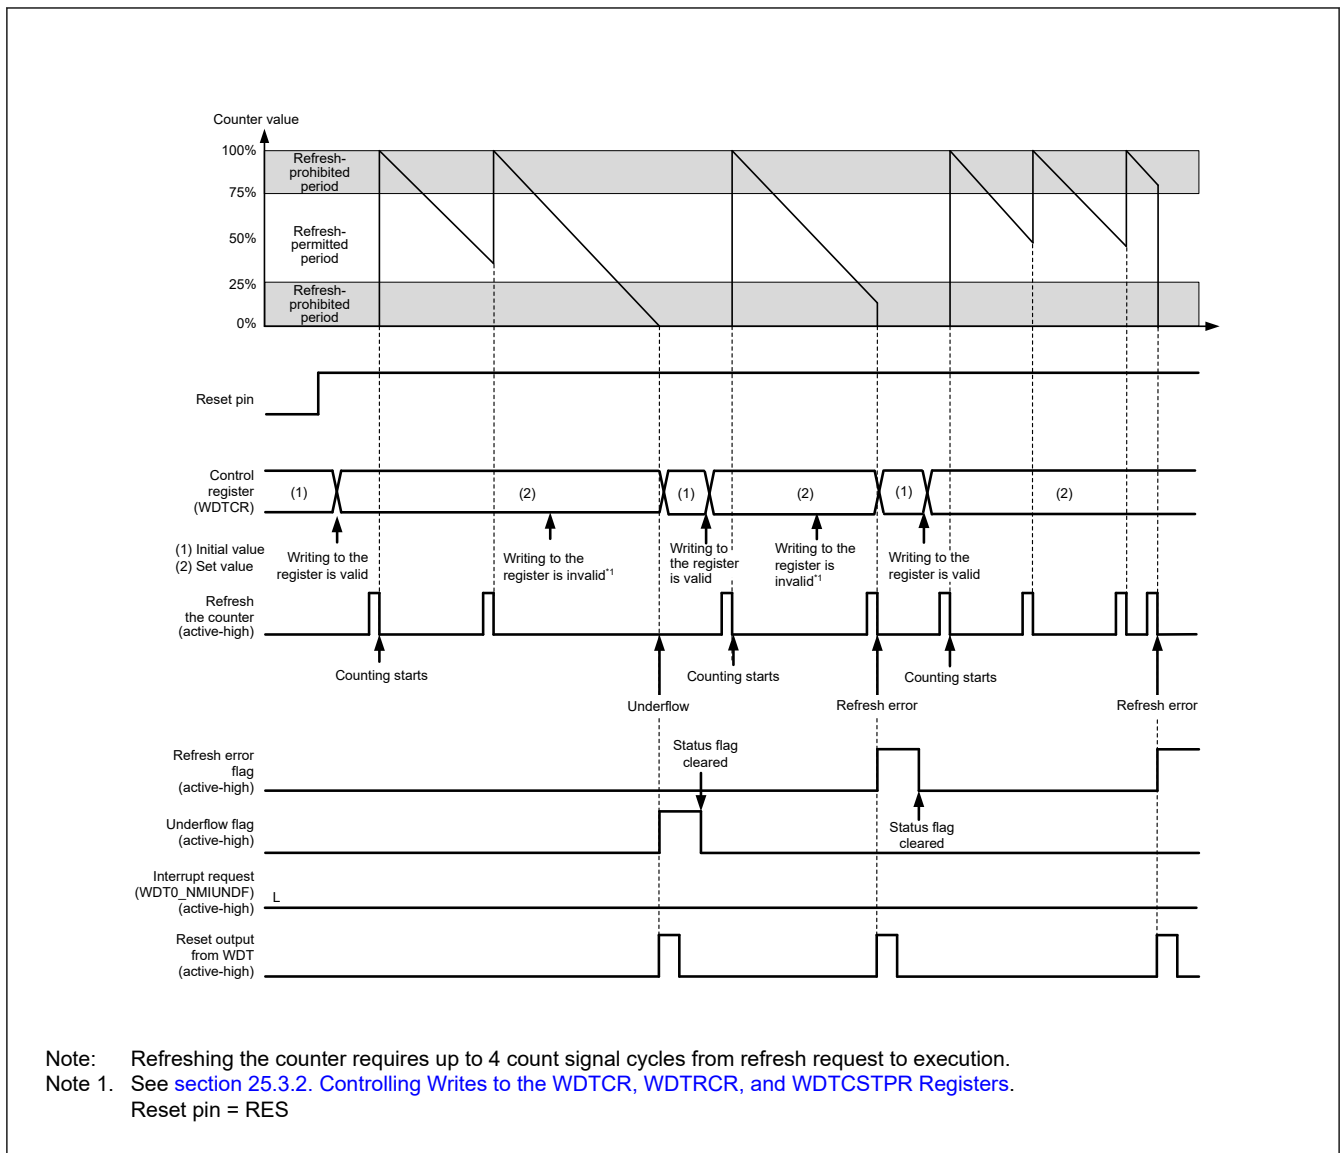 Counter value
100%
Refresh-
prohibited
period
75%
Refresh-
permitted
period
50%
25%
Refresh-
prohibited
period
0%
Reset pin
Control
register
(WDTCR)
(1)
(2)
(1)
(2)
(1)
(2)
(1) Initial value
(2) Set value
Writing to the
register is valid
Writing to the
register is invalid*1
Writing to
the register
is valid
Writing to the
register is
invalid*1
Writing to the
register is valid
Refresh
the counter
(active-high)
Counting starts
Counting starts
Counting starts
Underflow
Refresh error
Refresh error
Refresh error
flag
(active-high)
Status flag
cleared
Underflow flag
(active-high)
Status flag
cleared
Interrupt request
(WDT0_NMIUNDF)
(active-high)
L
Reset output
from WDT
(active-high)
Note: Refreshing the counter requires up to 4 count signal cycles from refresh request to execution.
Note 1. See section 25.3.2. Controlling Writes to the WDTCR, WDTRCR, and WDTCSTPR Registers.
Reset pin = RES